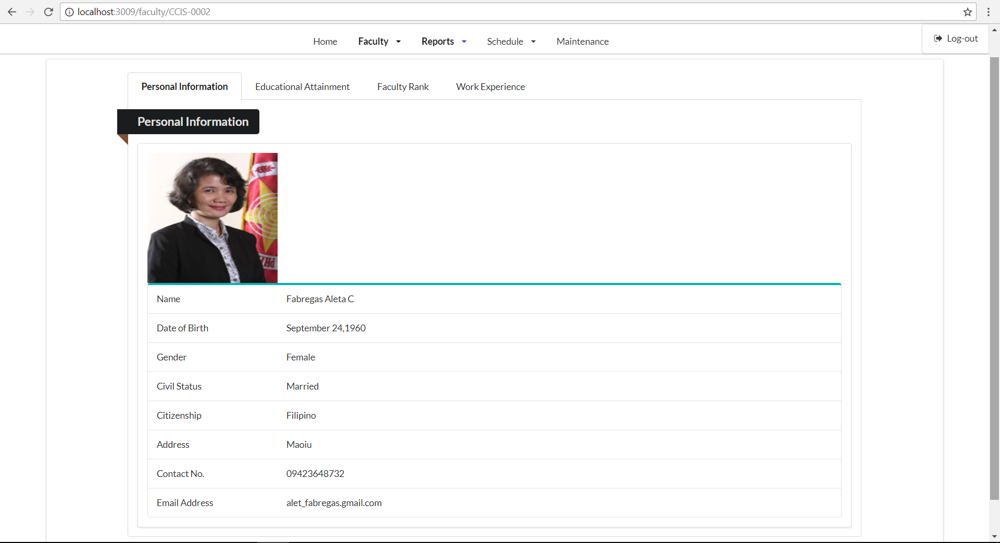 localhost:3009/faculty/CCIS-0002
Home Faculty Reports Schedule Maintenance Log-out
Personal Information Educational Attainment Faculty Rank Work Experience
Personal Information
Name Fabregas Aleta C
Date of Birth September 24,1960
Gender Female
Civil Status Married
Citizenship Filipino
Address Maoiu
Contact No. 09423648732
Email Address alet_fabregas.gmail.com